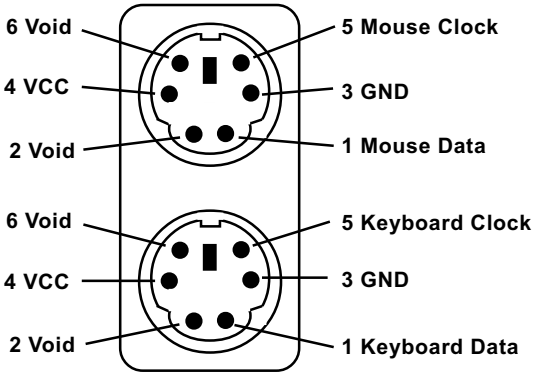 6 Void
5 Mouse Clock
4 VCC
3 GND
2 Void
1 Mouse Data
6 Void
5 Keyboard Clock
4 VCC
3 GND
2 Void
1 Keyboard Data